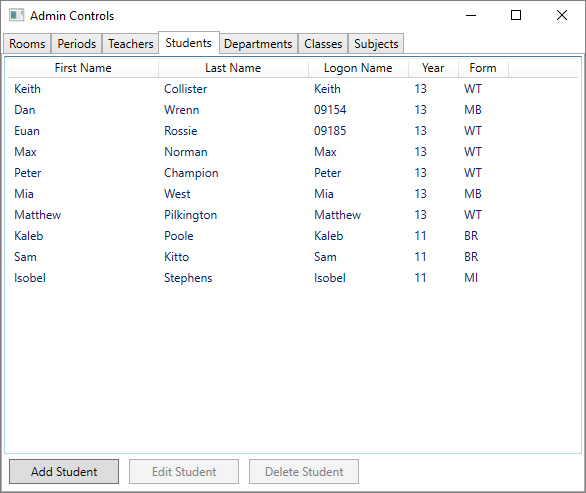 Admin Controls
Rooms Periods Teachers Students Departments Classes Subjects
First Name Last Name Logon Name Year Form
Keith Collister Keith 13 WT
Dan Wrenn 09154 13 MB
Euan Rossie 09185 13 WT
Max Norman Max 13 WT
Peter Champion Peter 13 WT
Mia West Mia 13 MB
Matthew Pilkington Matthew 13 WT
Kaleb Poole Kaleb 11 BR
Sam Kitto Sam 11 BR
Isobel Stephens Isobel 11 MI
Add Student Edit Student Delete Student